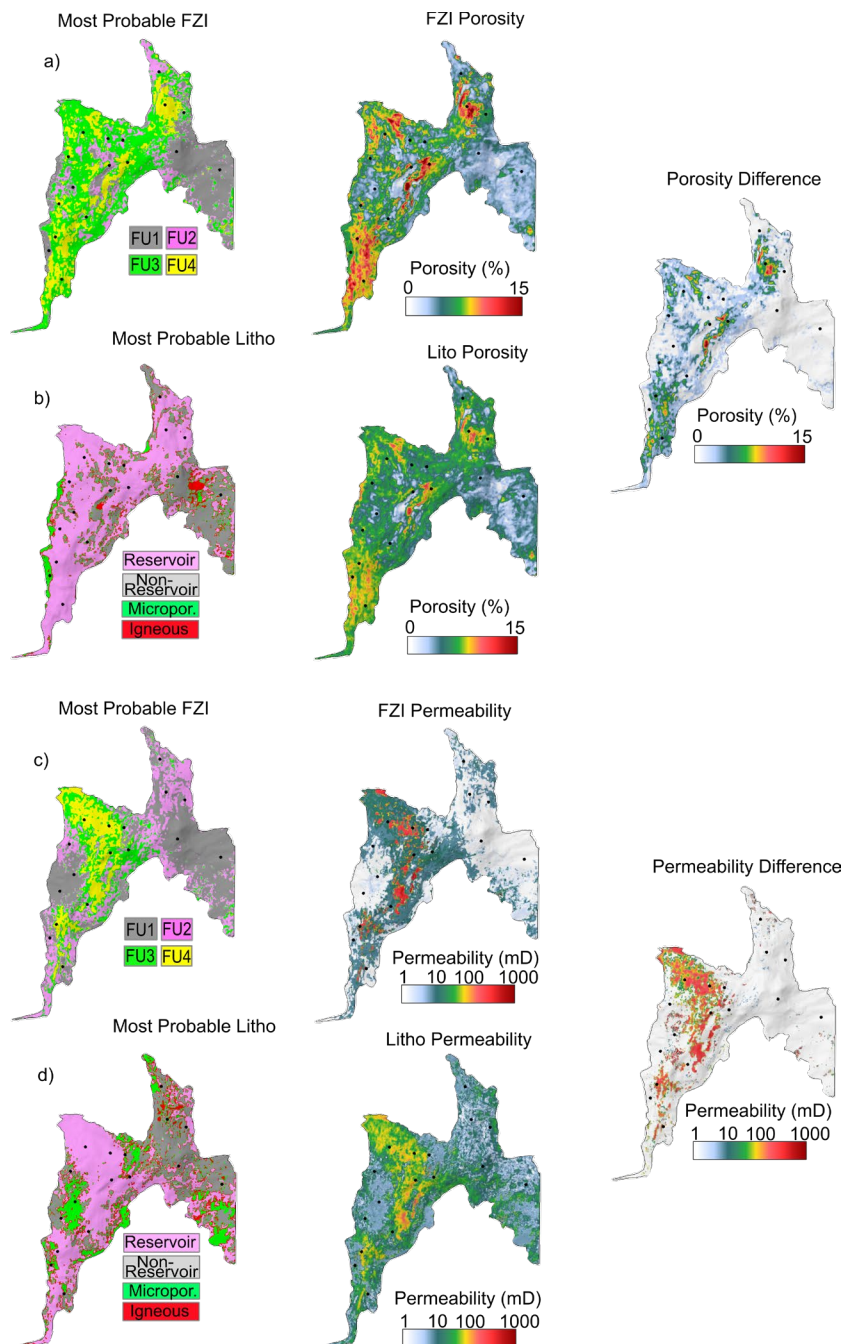 Most Probable FZI
FZI Porosity
a)
Porosity Difference
FU1 FU2
FU3 FU4
Porosity (%)
0 15
Most Probable Litho
Lito Porosity
b)
Porosity (%)
0 15
Reservoir
Non-
Reservoir
Micropor.
Igneous
Porosity (%)
0 15
Most Probable FZI
FZI Permeability
c)
Permeability Difference
FU1 FU2
FU3 FU4
Permeability (mD)
1 10 100 1000
Most Probable Litho
Litho Permeability
d)
Permeability (mD)
1 10 100 1000
Reservoir
Non-
Reservoir
Micropor.
Igneous
Permeability (mD)
1 10 100 1000